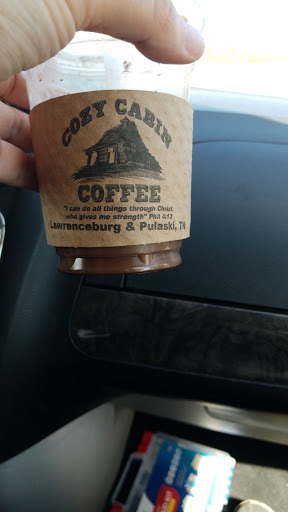 COZY CABIN
COFFEE
"I can do all things through Christ,
who gives me strength" Phil 4:13
Lawrenceburg & Pulaski, TN